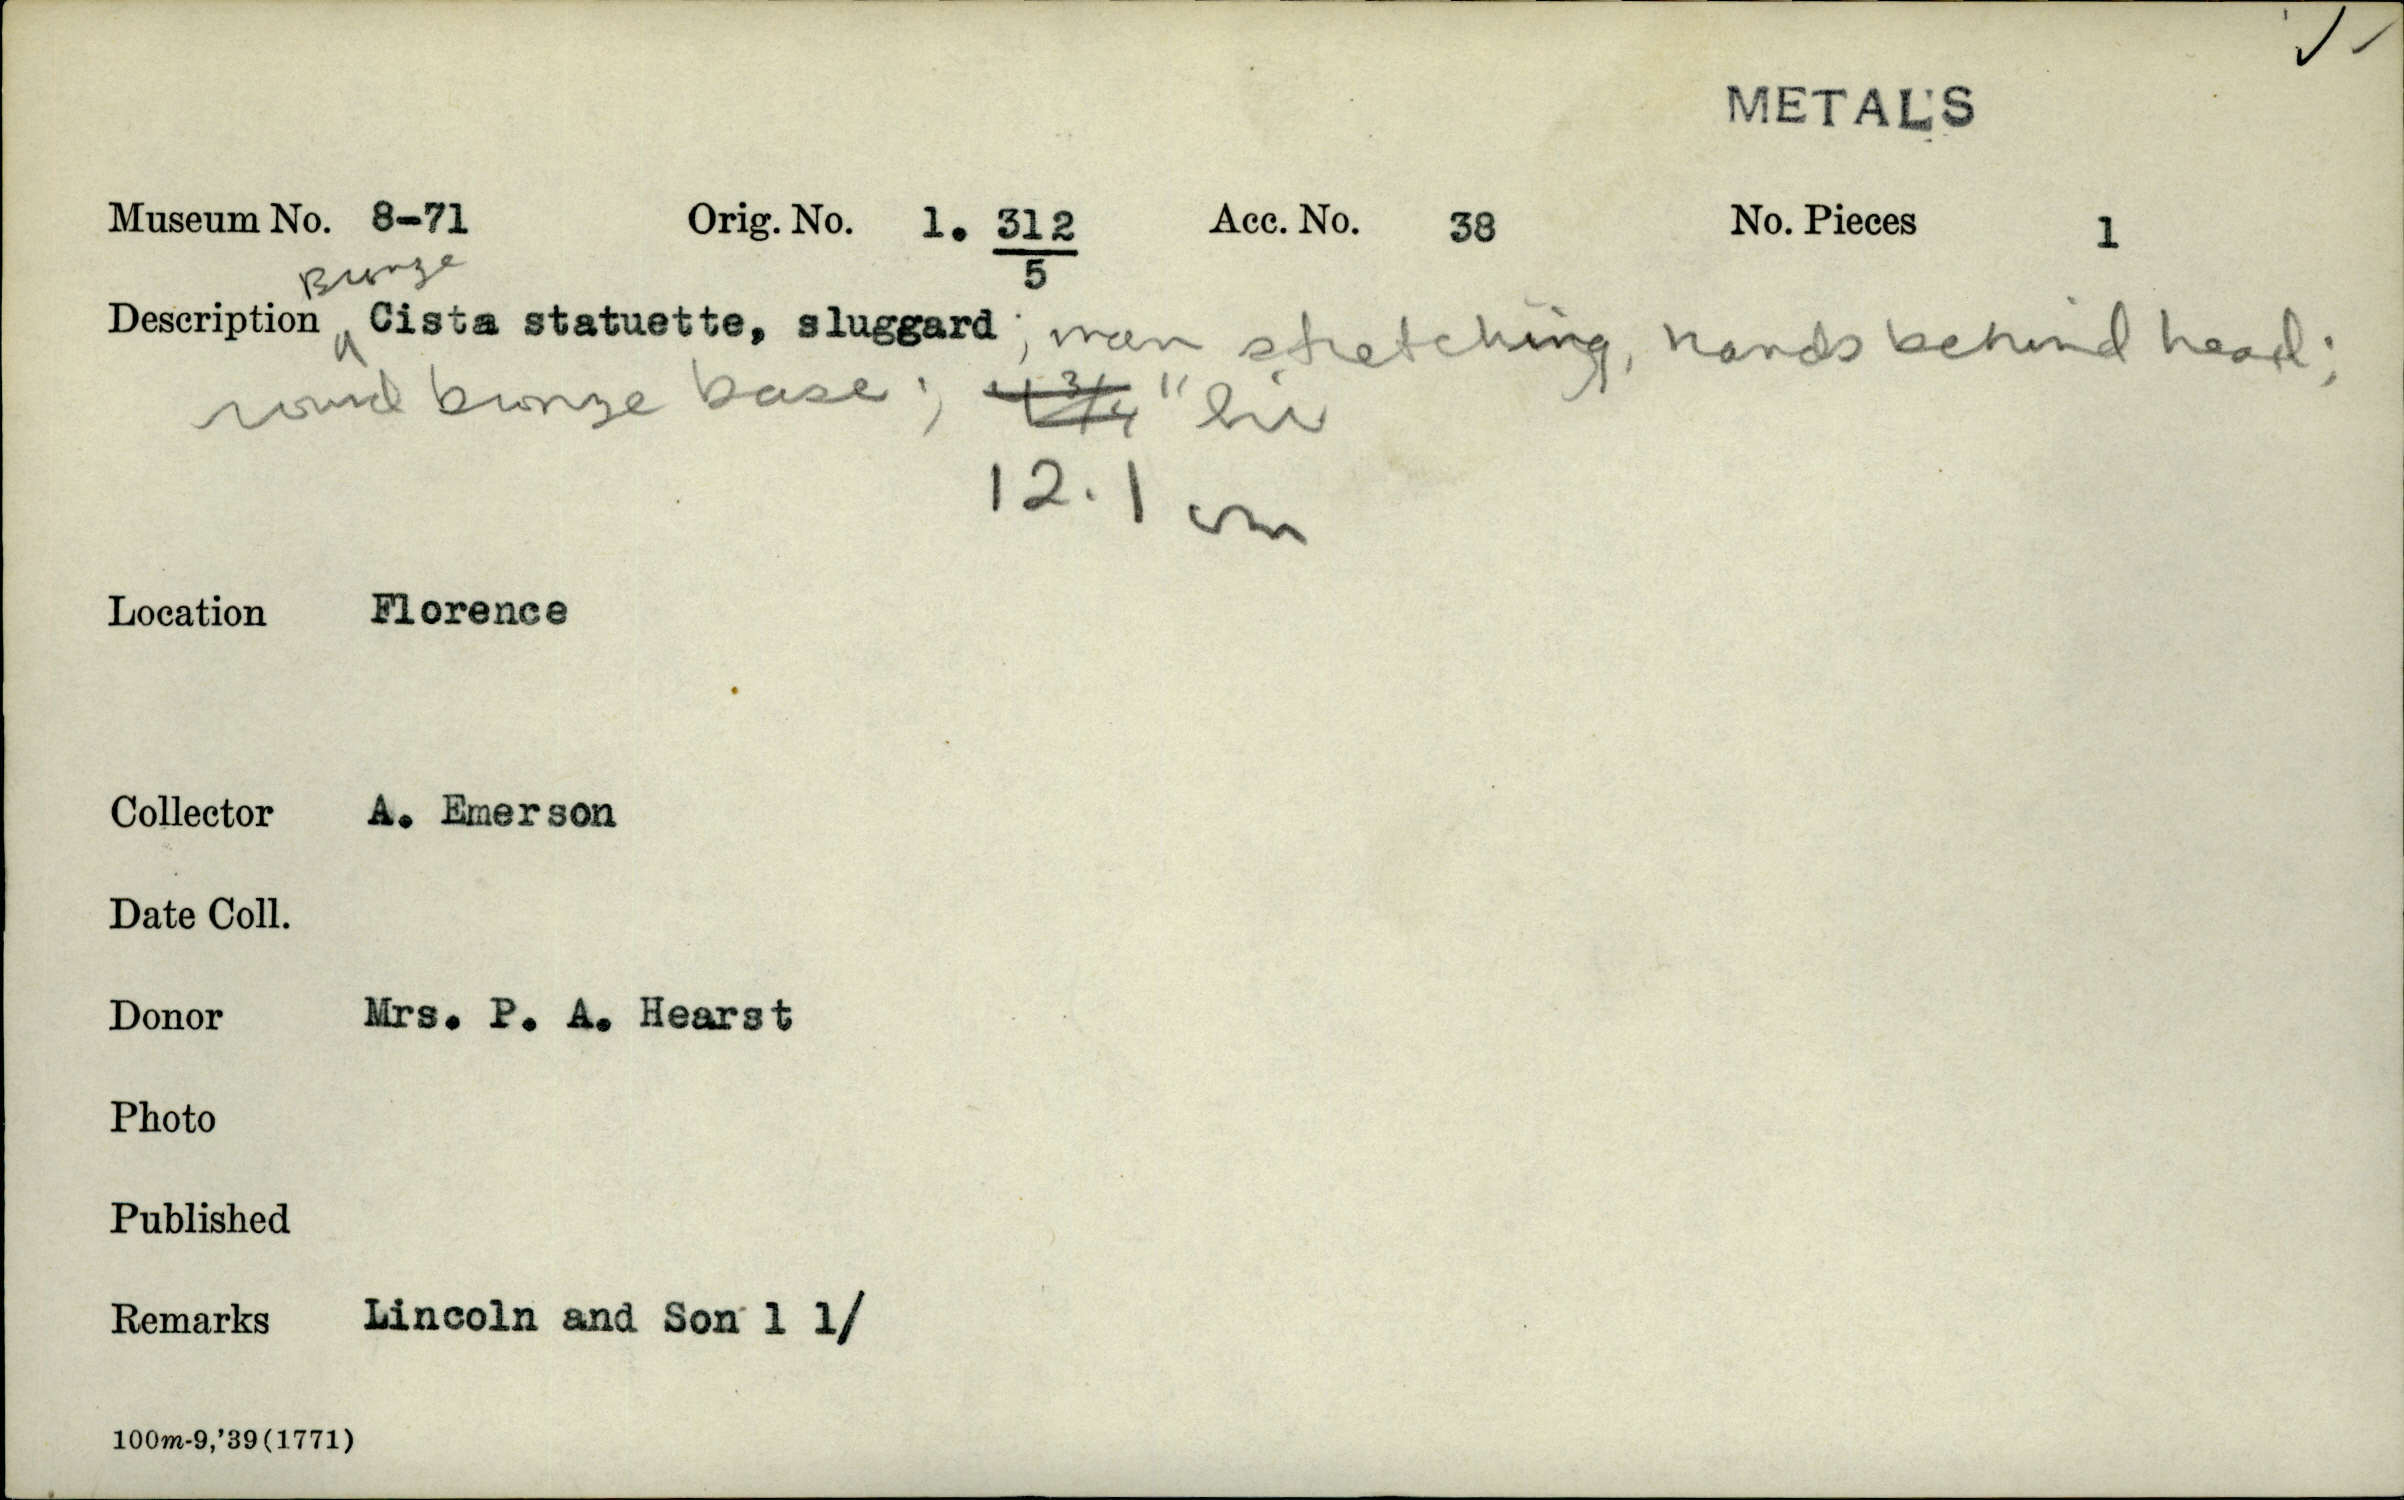 METALS
Museum No. 8-71 Orig. No. 1. 312/5 Acc. No. 38 No. Pieces 1
Bronze
Description Cista statuette, sluggard; man stretching, hands behind head;
round bronze base; 4 3/4" hi
12.1 cm
Location Florence
Collector A. Emerson
Date Coll.
Donor Mrs. P. A. Hearst
Photo
Published
Remarks Lincoln and Son 1 1/
100m-9,'39(1771)